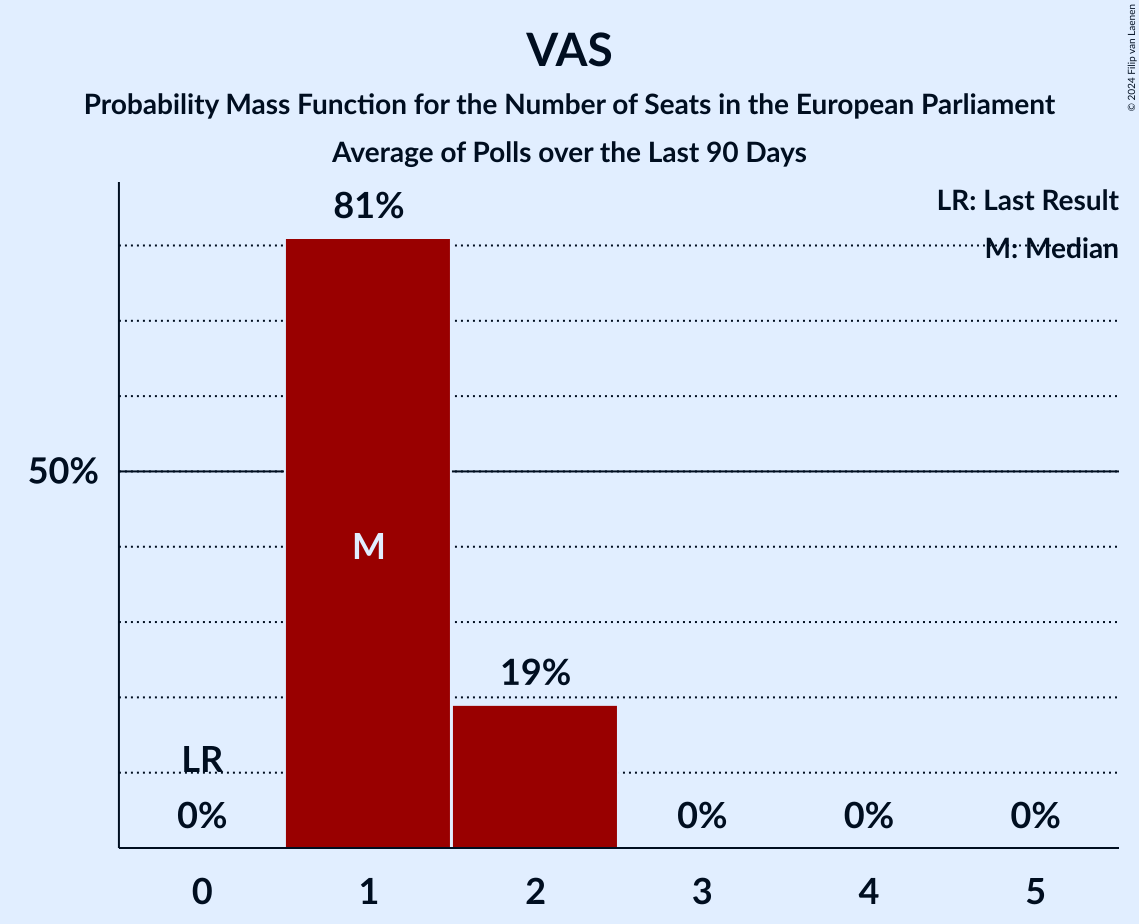 VAS
Probability Mass Function for the Number of Seats in the European Parliament
Average of Polls over the Last 90 Days
© 2024 Filip van Laenen
LR: Last Result
M: Median
81%
50%
M
19%
LR
0%
0%
0%
0%
0
1
2
3
4
5